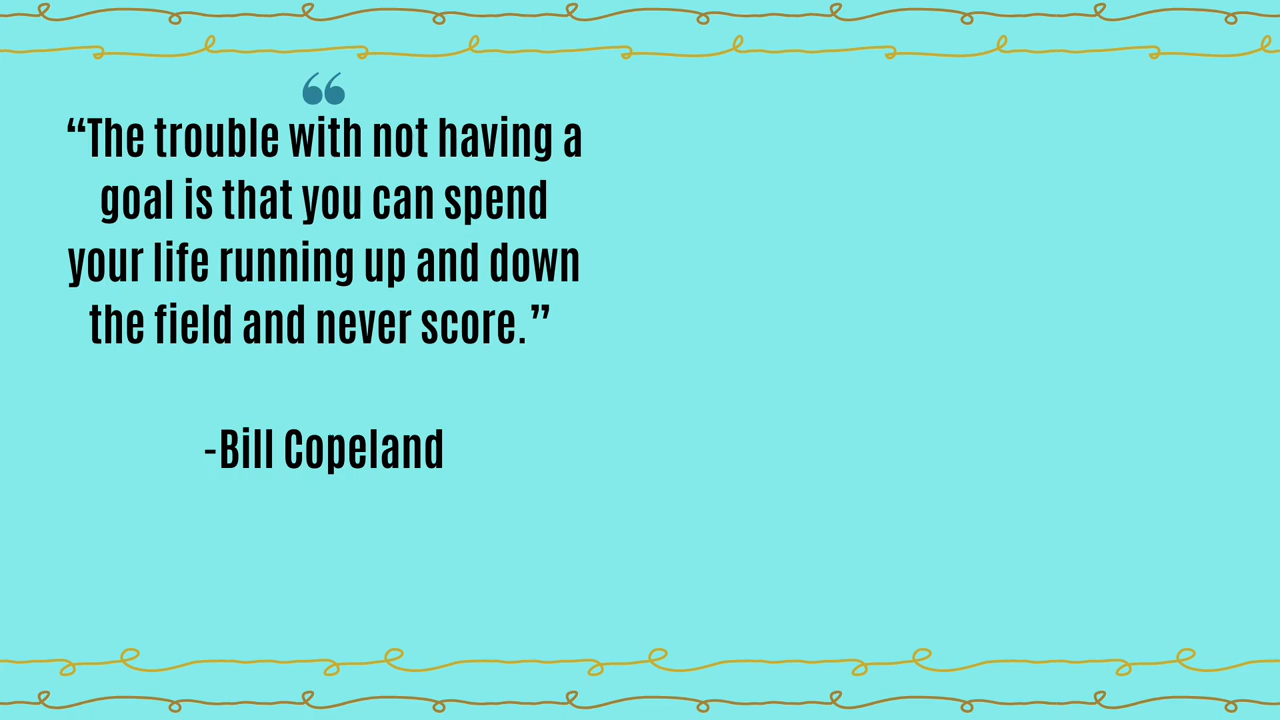 “The trouble with not having a
goal is that you can spend
your life running up and down
the field and never score.”
-Bill Copeland